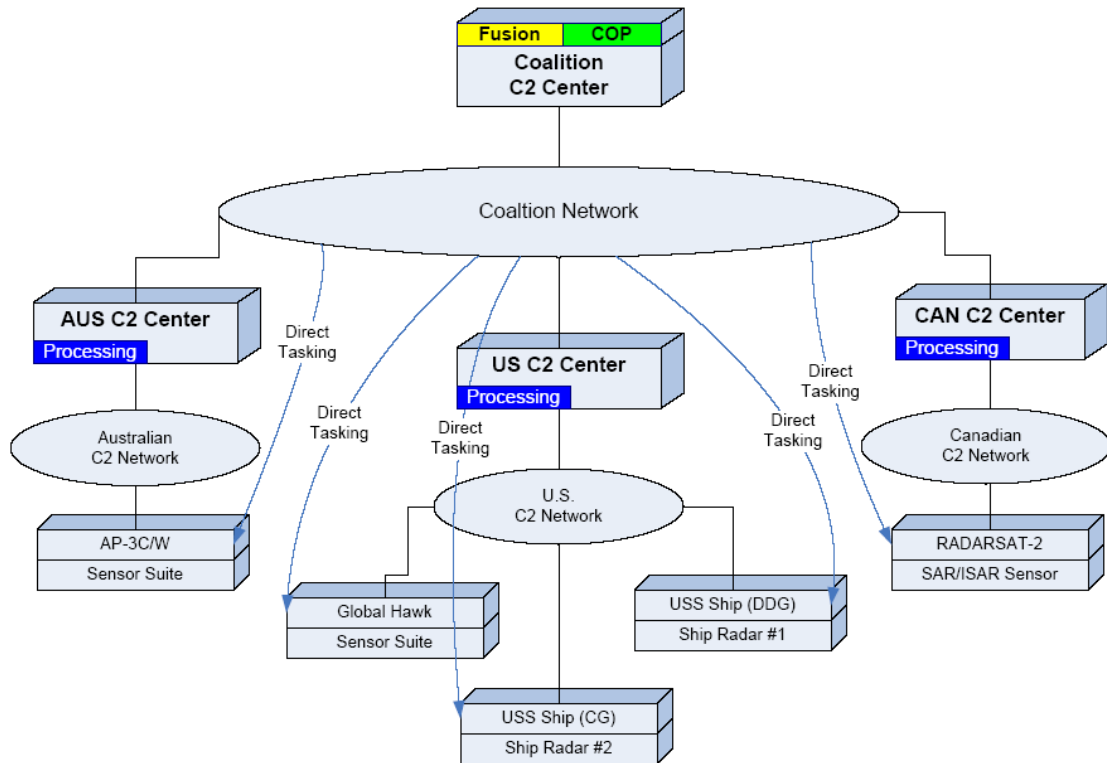 Fusion COP
Coalition
C2 Center
Coaltion Network
AUS C2 Center
Processing
Direct
Tasking
US C2 Center
Processing
CAN C2 Center
Processing
Direct
Tasking
Direct
Tasking
Direct
Tasking
Direct
Tasking
Australian
C2 Network
Canadian
C2 Network
U.S.
C2 Network
AP-3C/W
Sensor Suite
RADARSAT-2
SAR/ISAR Sensor
Global Hawk
Sensor Suite
USS Ship (DDG)
Ship Radar #1
USS Ship (CG)
Ship Radar #2